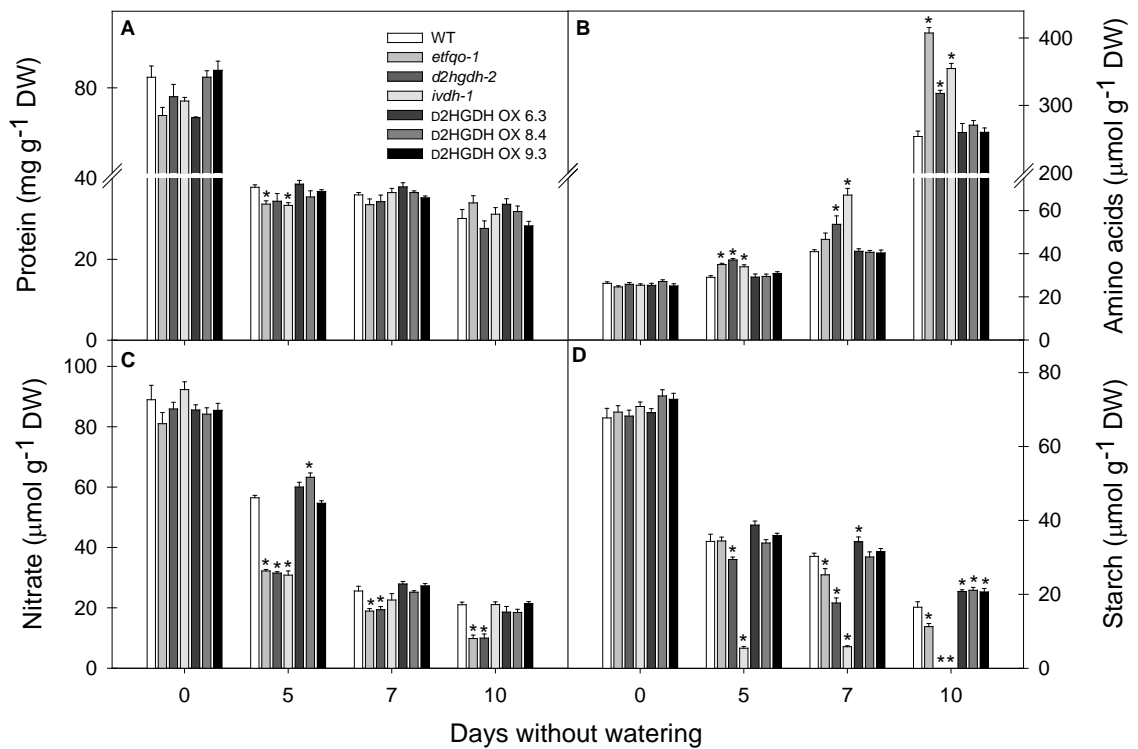 A
B
WT
etfqo-1
d2hgdh-2
ivdh-1
D2HGDH OX 6.3
D2HGDH OX 8.4
D2HGDH OX 9.3
Protein (mg g⁻¹ DW)
80
40
20
0
Amino acids (µmol g⁻¹ DW)
400
300
200
60
40
20
0
* *
* * *
* *
* * *
C
D
Nitrate (µmol g⁻¹ DW)
100
80
60
40
20
0
Starch (µmol g⁻¹ DW)
80
60
40
20
0
* * * *
* *
* *
* *
* * * *
* * * * * *
0 5 7 10
0 5 7 10
Days without watering